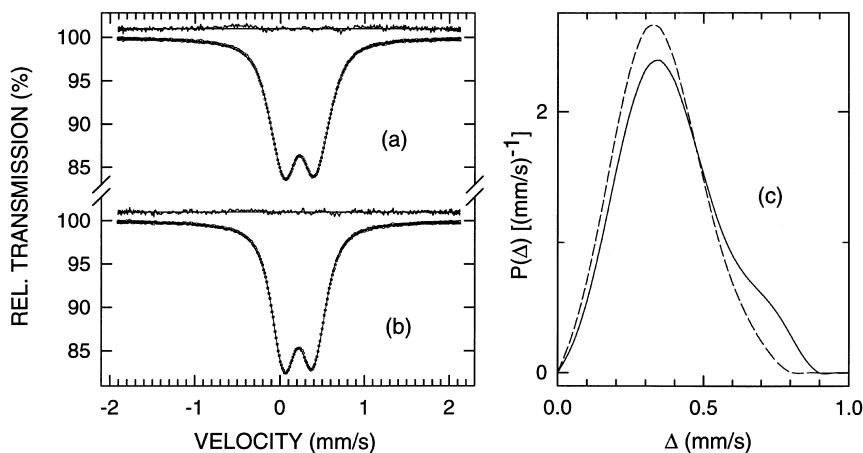 REL. TRANSMISSION (%)
100
95
90
85
(a)
100
95
90
85
(b)
-2 -1 0 1 2
VELOCITY (mm/s)
P(Δ) [(mm/s)-1
2
0
(c)
0.0 0.5 1.0
Δ (mm/s)